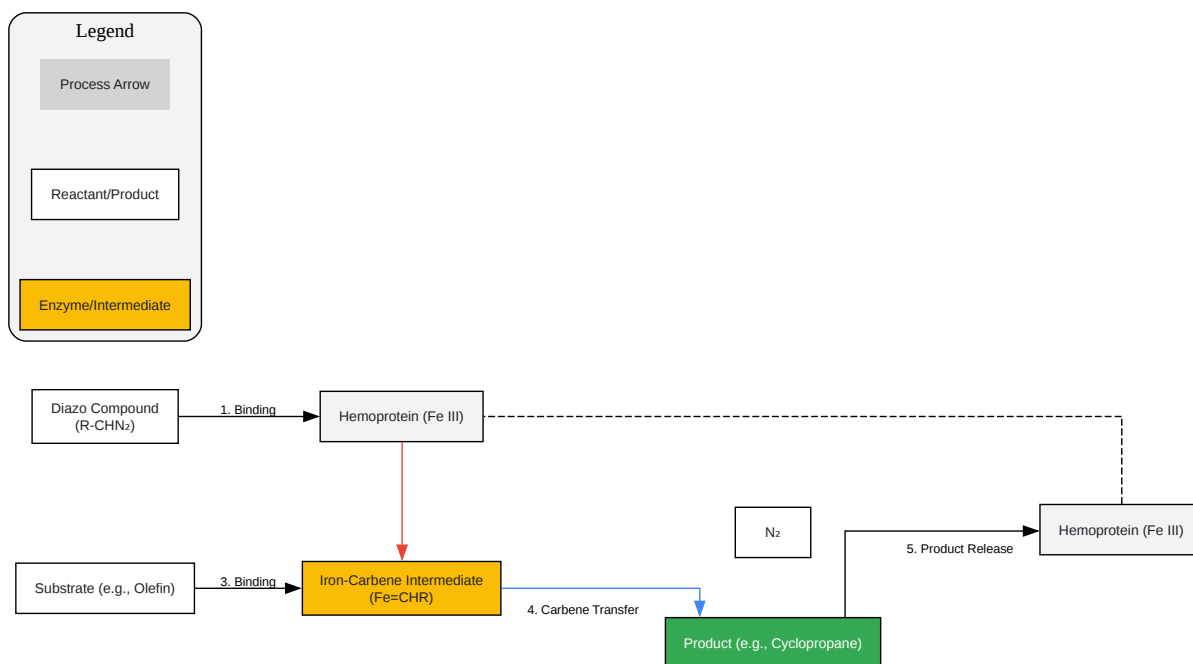 Legend
Process Arrow
Reactant/Product
Enzyme/Intermediate
Diazo Compound
(R-CHN₂)
1. Binding
Hemoprotein (Fe III)
N₂
Hemoprotein (Fe III)
5. Product Release
Substrate (e.g., Olefin)
3. Binding
Iron-Carbene Intermediate
(Fe=CHR)
4. Carbene Transfer
Product (e.g., Cyclopropane)